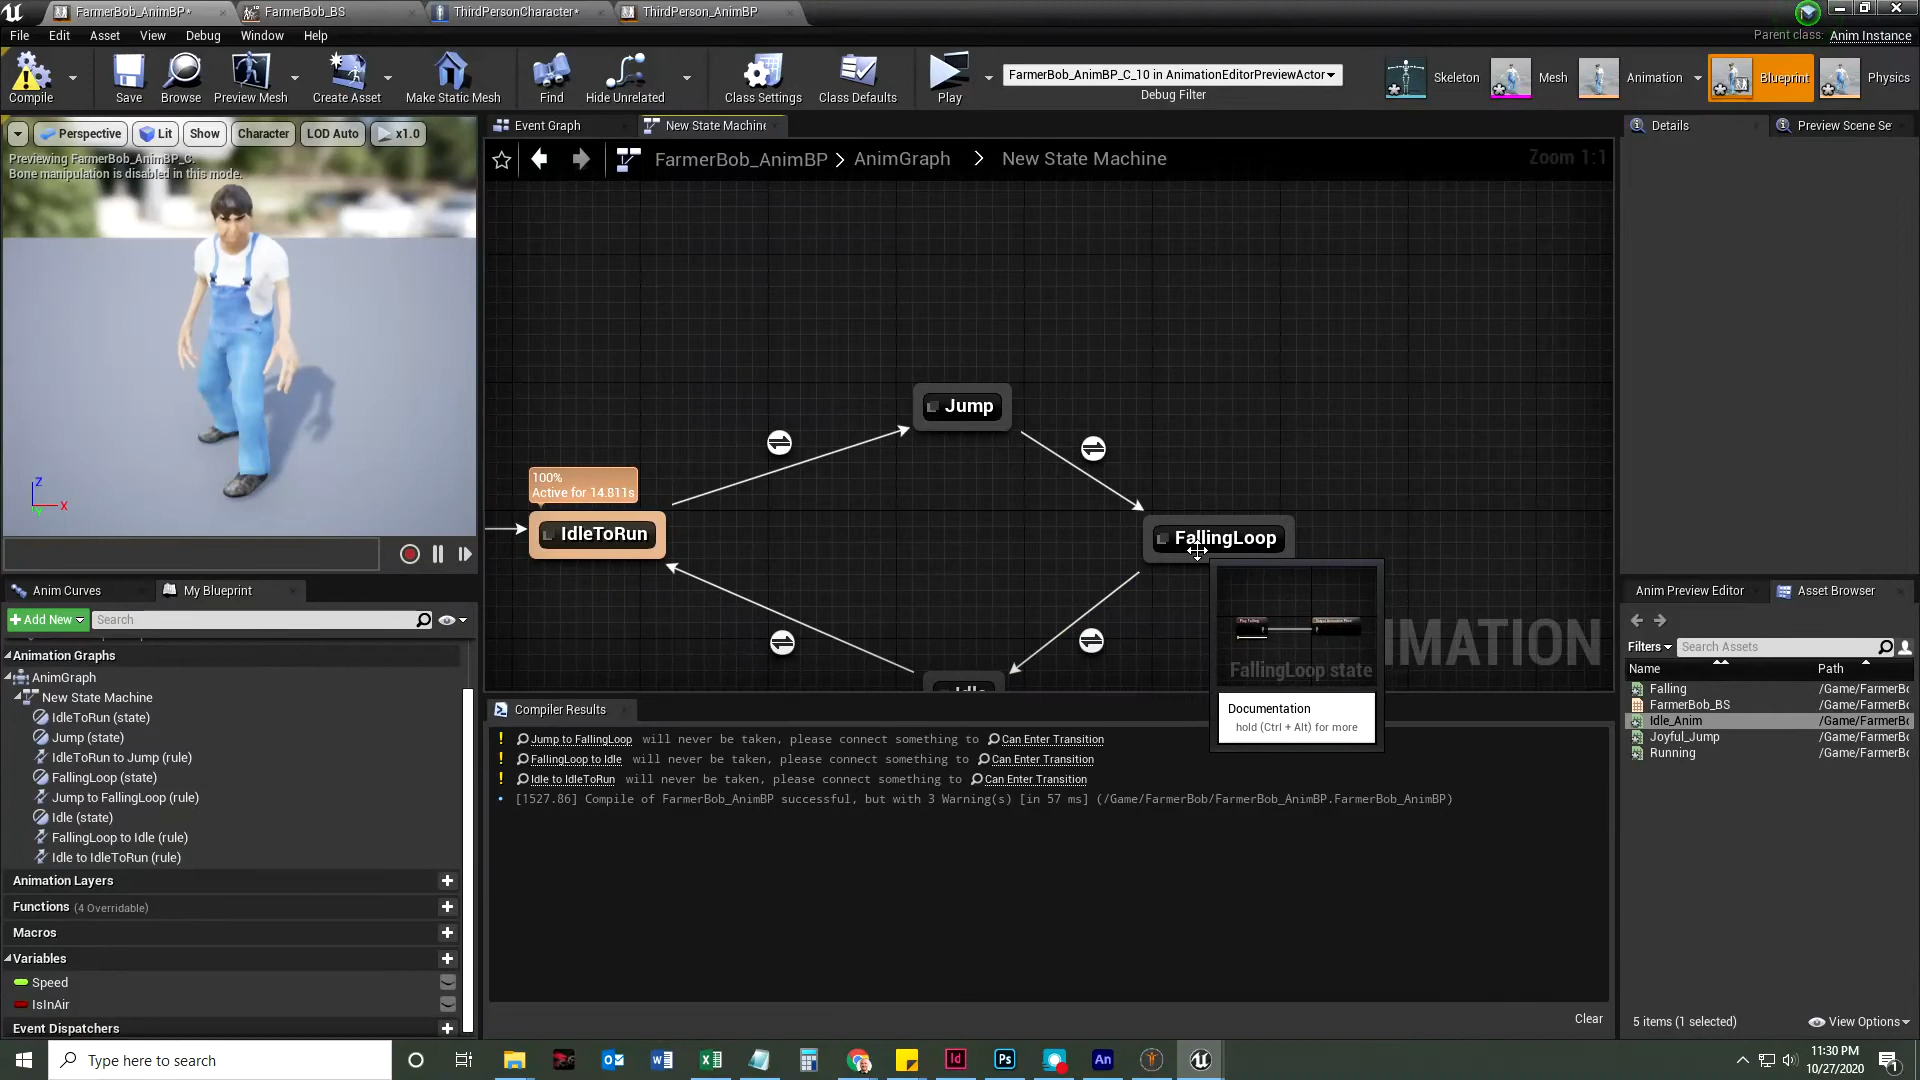 FarmerBob_AnimBP*
FarmerBob_BS
ThirdPersonCharacter*
ThirdPerson_AnimBP
File
Edit
Asset
View
Debug
Window
Help
Parent class: Anim Instance
Compile
Save
Browse
Preview Mesh
Create Asset
Make Static Mesh
Find
Hide Unrelated
Class Settings
Class Defaults
Play
FarmerBob_AnimBP_C_10 in AnimationEditorPreviewActor
Debug Filter
Skeleton
Mesh
Animation
Blueprint
Physics
Perspective
Lit
Show
Character
LOD Auto
x1.0
Previewing FarmerBob_AnimBP_C.
Bone manipulation is disabled in this mode.
Z
X
Y
Event Graph
New State Machine
FarmerBob_AnimBP > AnimGraph > New State Machine
Zoom 1:1
Jump
100%
Active for 14.811s
IdleToRun
FallingLoop
Idle
IMATION
FallingLoop state
Documentation
hold (Ctrl + Alt) for more
Details
Preview Scene Se
Anim Curves
My Blueprint
Add New
Search
Animation Graphs
AnimGraph
New State Machine
IdleToRun (state)
Jump (state)
IdleToRun to Jump (rule)
FallingLoop (state)
Jump to FallingLoop (rule)
Idle (state)
FallingLoop to Idle (rule)
Idle to IdleToRun (rule)
Animation Layers
Functions (4 Overridable)
Macros
Variables
Speed
IsInAir
Event Dispatchers
Compiler Results
Jump to FallingLoop will never be taken, please connect something to Can Enter Transition
FallingLoop to Idle will never be taken, please connect something to Can Enter Transition
Idle to IdleToRun will never be taken, please connect something to Can Enter Transition
[1527.86] Compile of FarmerBob_AnimBP successful, but with 3 Warning(s) [in 57 ms] (/Game/FarmerBob/FarmerBob_AnimBP.FarmerBob_AnimBP)
Clear
Anim Preview Editor
Asset Browser
Filters
Search Assets
Name
Path
Falling /Game/FarmerBo
FarmerBob_BS /Game/FarmerBo
Idle_Anim /Game/FarmerBo
Joyful_Jump /Game/FarmerBo
Running /Game/FarmerBo
5 items (1 selected)
View Options
Type here to search
11:30 PM
10/27/2020